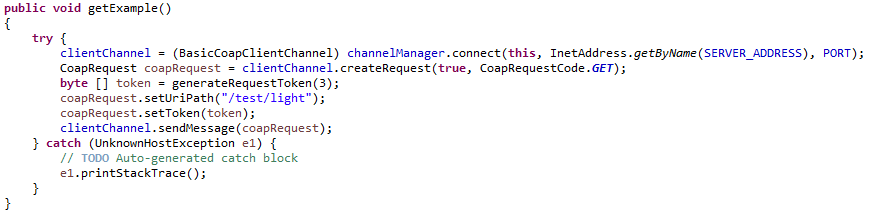 public void getExample()
{
    try {
        clientChannel = (BasicCoapClientChannel) channelManager.connect(this, InetAddress.getByName(SERVER_ADDRESS), PORT);
        CoapRequest coapRequest = clientChannel.createRequest(true, CoapRequestCode.GET);
        byte [] token = generateRequestToken(3);
        coapRequest.setUriPath("/test/light");
        coapRequest.setToken(token);
        clientChannel.sendMessage(coapRequest);
    } catch (UnknownHostException e1) {
        // TODO Auto-generated catch block
        e1.printStackTrace();
    }
}